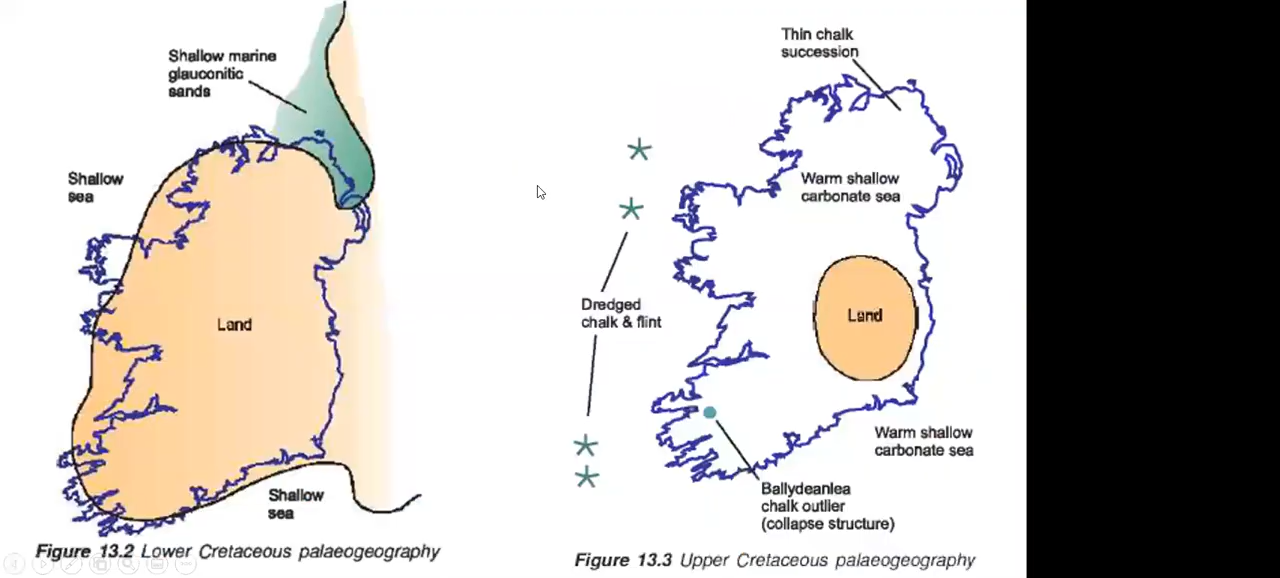 Shallow marine
glauconitic
sands
Shallow
sea
Land
Shallow
sea
Figure 13.2 Lower Cretaceous palaeogeography
Thin chalk
succession
Warm shallow
carbonate sea
Dredged
chalk & flint
Land
Warm shallow
carbonate sea
Ballydeanlea
chalk outlier
(collapse structure)
Figure 13.3 Upper Cretaceous palaeogeography